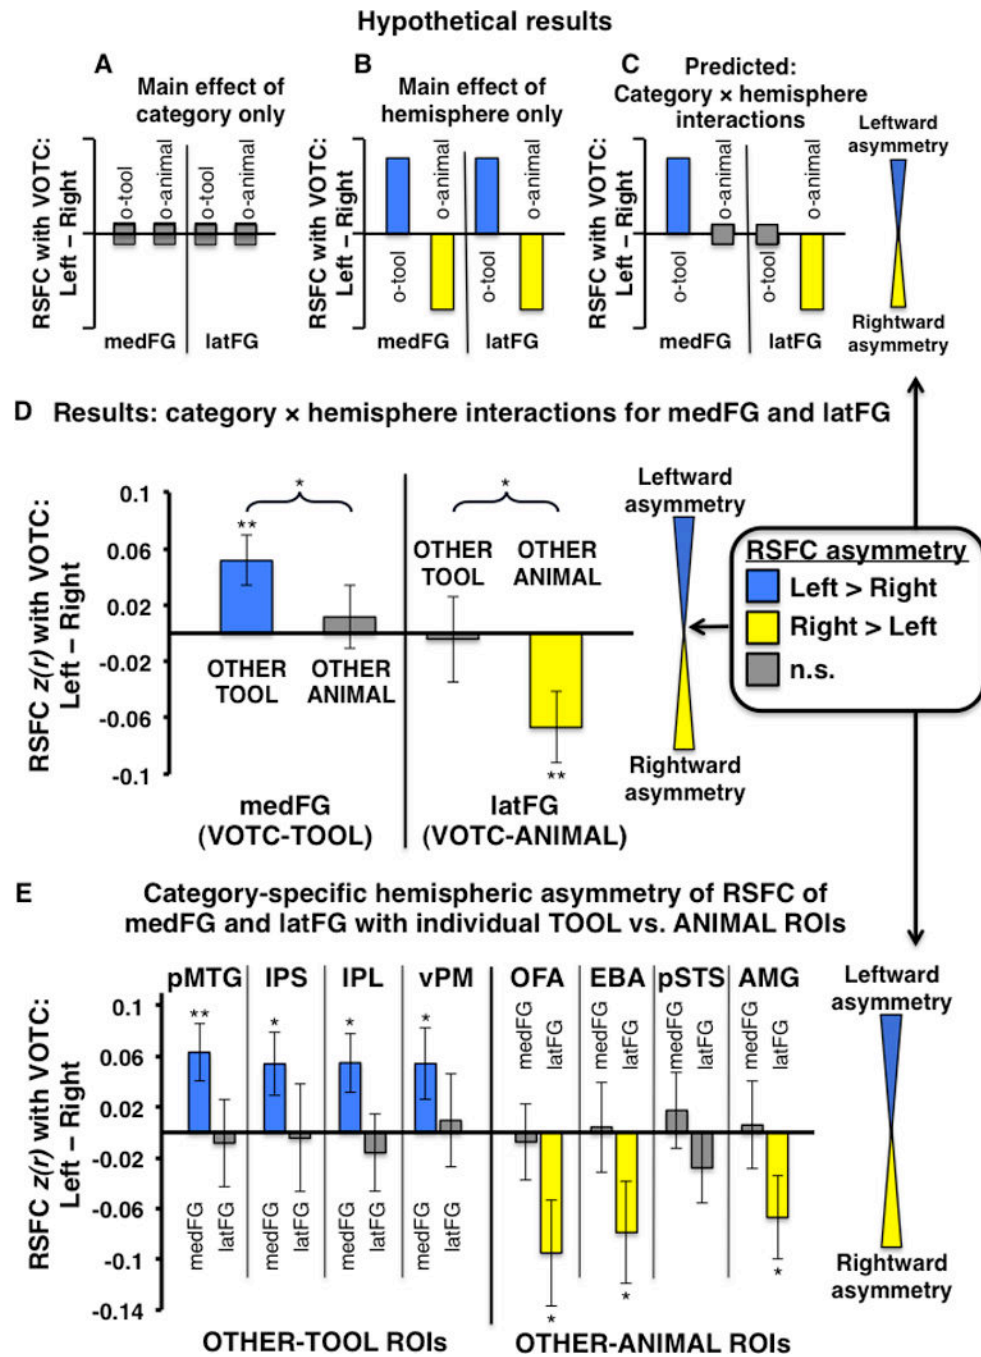 Hypothetical results
A
Main effect of
category only
RSFC with VOTC:
Left – Right
o-tool
o-animal
o-tool
o-animal
medFG
latFG
B
Main effect of
hemisphere only
RSFC with VOTC:
Left – Right
o-tool
o-animal
o-tool
o-animal
medFG
latFG
C
Predicted:
Category × hemisphere
interactions
RSFC with VOTC:
Left – Right
o-tool
o-animal
o-tool
o-animal
medFG
latFG
Leftward
asymmetry
Rightward
asymmetry
D Results: category × hemisphere interactions for medFG and latFG
RSFC z(r) with VOTC:
Left – Right
0.1
0.06
0.02
-0.02
-0.06
-0.1
*
**
OTHER
TOOL
OTHER
ANIMAL
medFG
(VOTC-TOOL)
*
OTHER
TOOL
OTHER
ANIMAL
**
latFG
(VOTC-ANIMAL)
Leftward
asymmetry
Rightward
asymmetry
RSFC asymmetry
Left > Right
Right > Left
n.s.
E Category-specific hemispheric asymmetry of RSFC of
medFG and latFG with individual TOOL vs. ANIMAL ROIs
RSFC z(r) with VOTC:
Left – Right
0.1
0.06
0.02
-0.02
-0.06
-0.1
-0.14
pMTG IPS IPL vPM OFA EBA pSTS AMG
** * * *
medFG latFG medFG latFG medFG latFG medFG latFG
medFG latFG medFG latFG medFG latFG medFG latFG
* * *
OTHER-TOOL ROIs
OTHER-ANIMAL ROIs
Leftward
asymmetry
Rightward
asymmetry